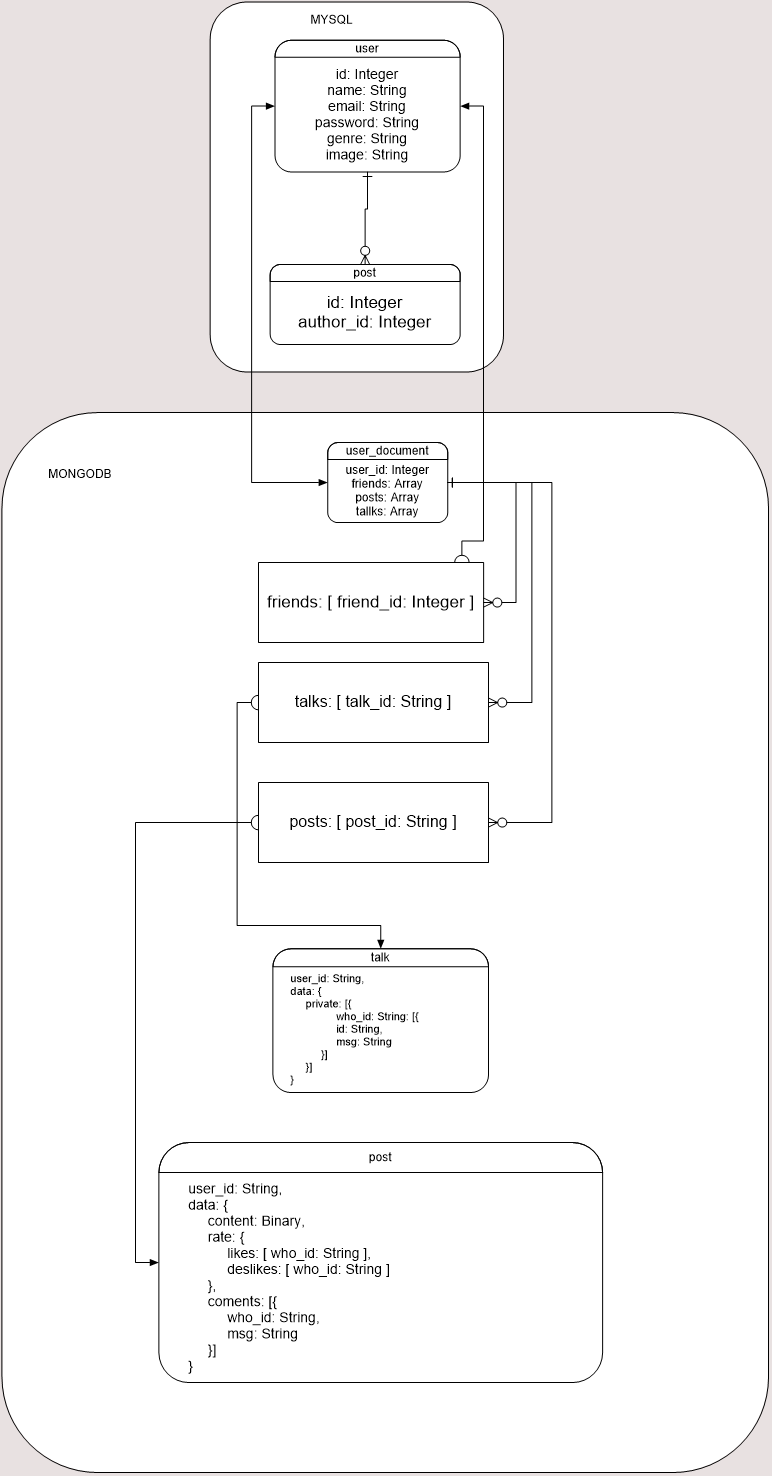 MYSQL
user
id: Integer
name: String
email: String
password: String
genre: String
image: String
post
id: Integer
author_id: Integer
MONGODB
user_document
user_id: Integer
friends: Array
posts: Array
tallks: Array
friends: [ friend_id: Integer ]
talks: [ talk_id: String ]
posts: [ post_id: String ]
talk
user_id: String,
data: {
private: [{
who_id: String: [{
id: String,
msg: String
}]
}]
}
post
user_id: String,
data: {
content: Binary,
rate: {
likes: [ who_id: String ],
deslikes: [ who_id: String ]
},
coments: [{
who_id: String,
msg: String
}]
}